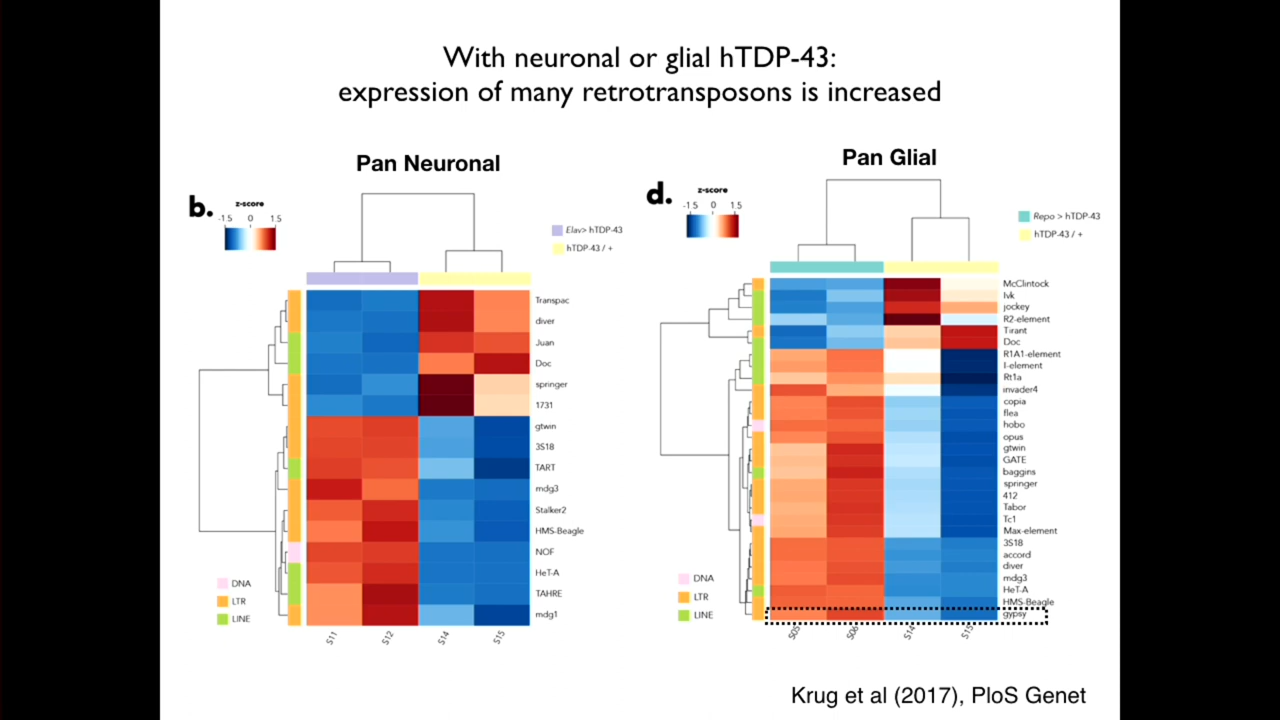 With neuronal or glial hTDP-43:
expression of many retrotransposons is increased
Pan Neuronal
b.
z-score
-1.5 0 1.5
Elav> hTDP-43
hTDP-43 / +
Transpac
diver
Juan
Doc
springer
1731
gtwin
3S18
TART
mdg3
Stalker2
HMS-Beagle
NOF
HeT-A
TAHRE
mdg1
DNA
LTR
LINE
S11 S12 S14 S15
Pan Glial
d.
z-score
-1.5 0 1.5
Repo > hTDP-43
hTDP-43 / +
McClintock
Ivk
jockey
R2-element
Tirant
Doc
R1A1-element
I-element
Rt1a
invader4
copia
flea
hobo
opus
gtwin
GATE
baggins
springer
412
Tabor
Tc1
Max-element
3S18
accord
diver
mdg3
HeT-A
HMS-Beagle
gypsy
DNA
LTR
LINE
S05 S06 S14 S15
Krug et al (2017), PloS Genet